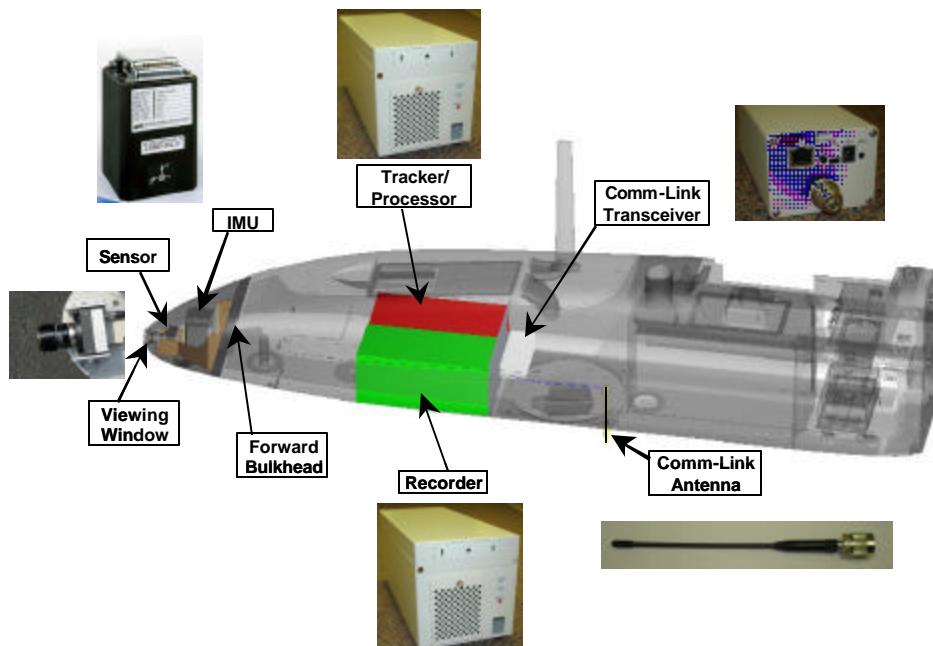 Tracker/
Processor
Comm-Link
Transceiver
IMU
Sensor
Viewing
Window
Forward
Bulkhead
Recorder
Comm-Link
Antenna